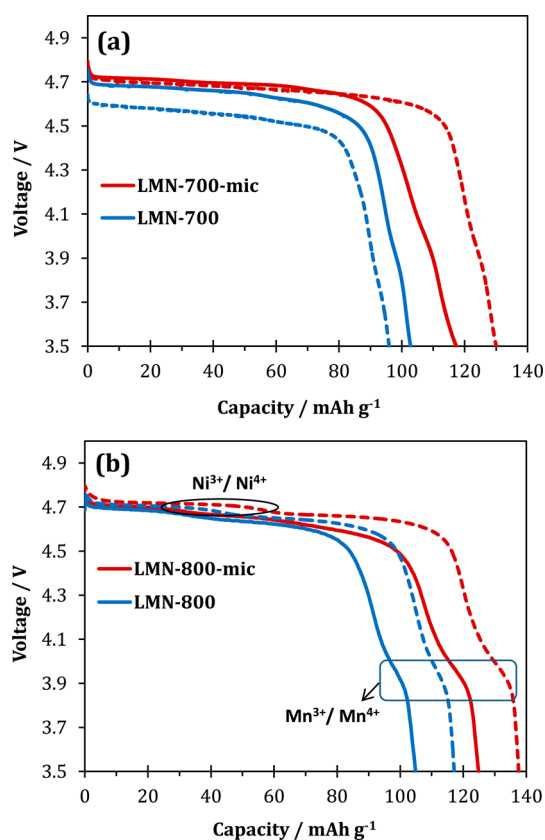 (a)
4.9
4.7
4.5
4.3
4.1
3.9
3.7
3.5
Voltage / V
LMN-700-mic
LMN-700
0 20 40 60 80 100 120 140
Capacity / mAh g⁻¹
(b)
4.9
4.7
4.5
4.3
4.1
3.9
3.7
3.5
Voltage / V
Ni³⁺/ Ni⁴⁺
LMN-800-mic
LMN-800
Mn³⁺/ Mn⁴⁺
0 20 40 60 80 100 120 140
Capacity / mAh g⁻¹